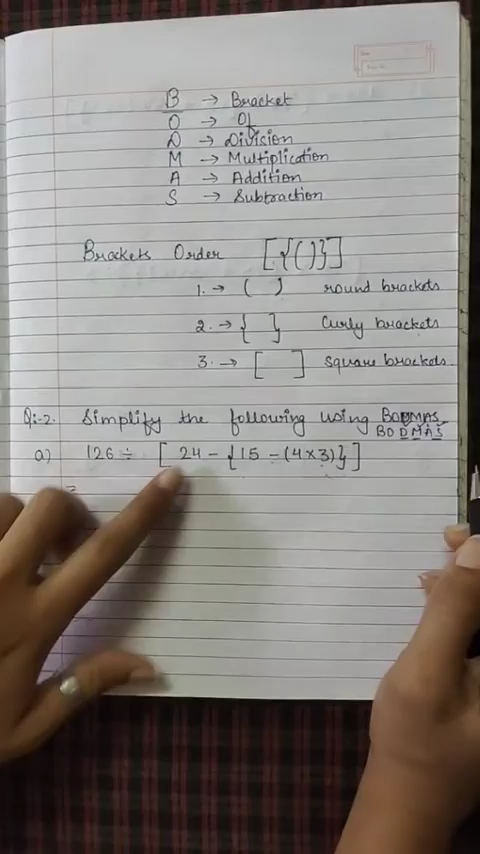 B → Bracket
O → Of
D → Division
M → Multiplication
A → Addition
S → Subtraction
Brackets Order [{()}]
1. → ( ) round brackets
2. → { } Curly brackets
3. → [ ] Square brackets
Q:-2. Simplify the following using BODMAS
BODMAS
a) 126 ÷ [ 24 - {15 - (4×3)} ]
=